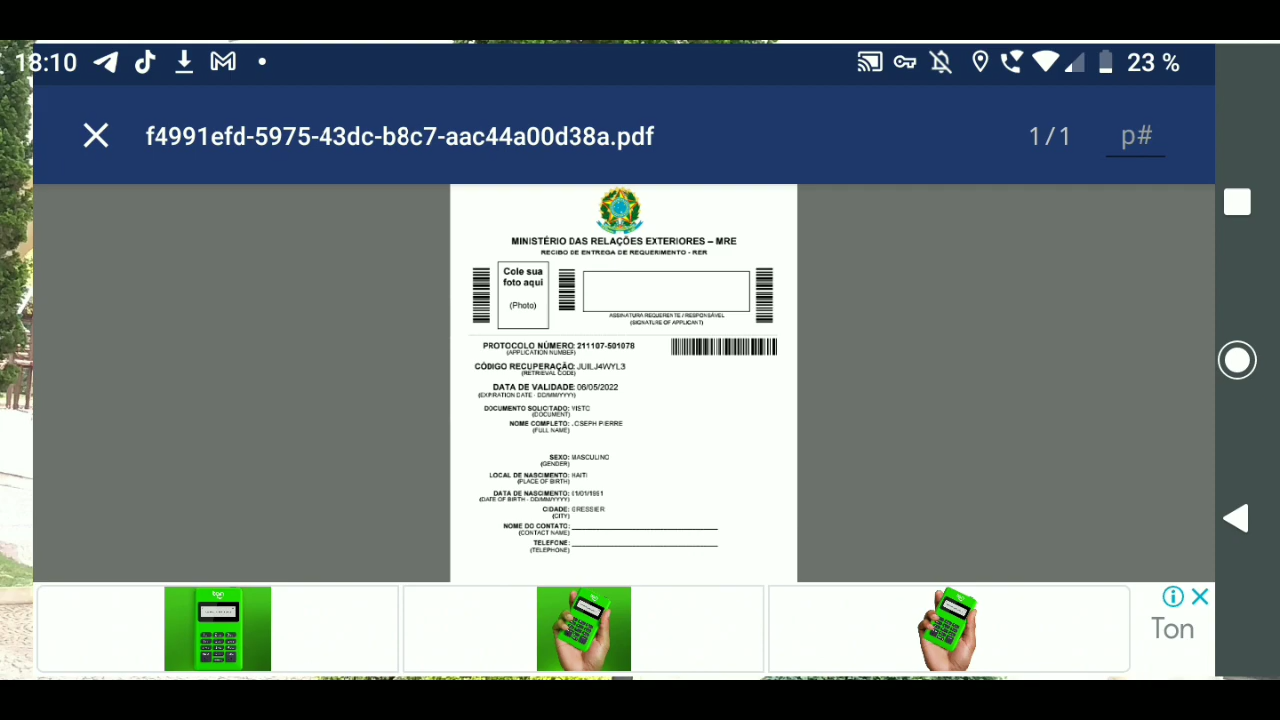 18:10
23 %
f4991efd-5975-43dc-b8c7-aac44a00d38a.pdf
1 / 1
p#
MINISTÉRIO DAS RELAÇÕES EXTERIORES – MRE
RECIBO DE ENTREGA DE REQUERIMENTO - RER
Cole sua
foto aqui
(Photo)
ASSINATURA REQUERENTE / RESPONSÁVEL
(SIGNATURE OF APPLICANT)
PROTOCOLO NÚMERO: 211107-501078
(APPLICATION NUMBER)
CÓDIGO RECUPERAÇÃO: JUILJ4WYL3
(RETRIEVAL CODE)
DATA DE VALIDADE: 06/05/2022
(EXPIRATION DATE - DD/MM/YYYY)
DOCUMENTO SOLICITADO: VISTO
(DOCUMENT)
NOME COMPLETO: JOSEPH PIERRE
(FULL NAME)
SEXO: MASCULINO
(GENDER)
LOCAL DE NASCIMENTO: HAITI
(PLACE OF BIRTH)
DATA DE NASCIMENTO:
(DATE OF BIRTH - DD/MM/YYYY)
CIDADE: GRESSIER
(CITY)
NOME DO CONTATO:
(CONTACT NAME)
TELEFONE:
(TELEPHONE)
ton
Ton